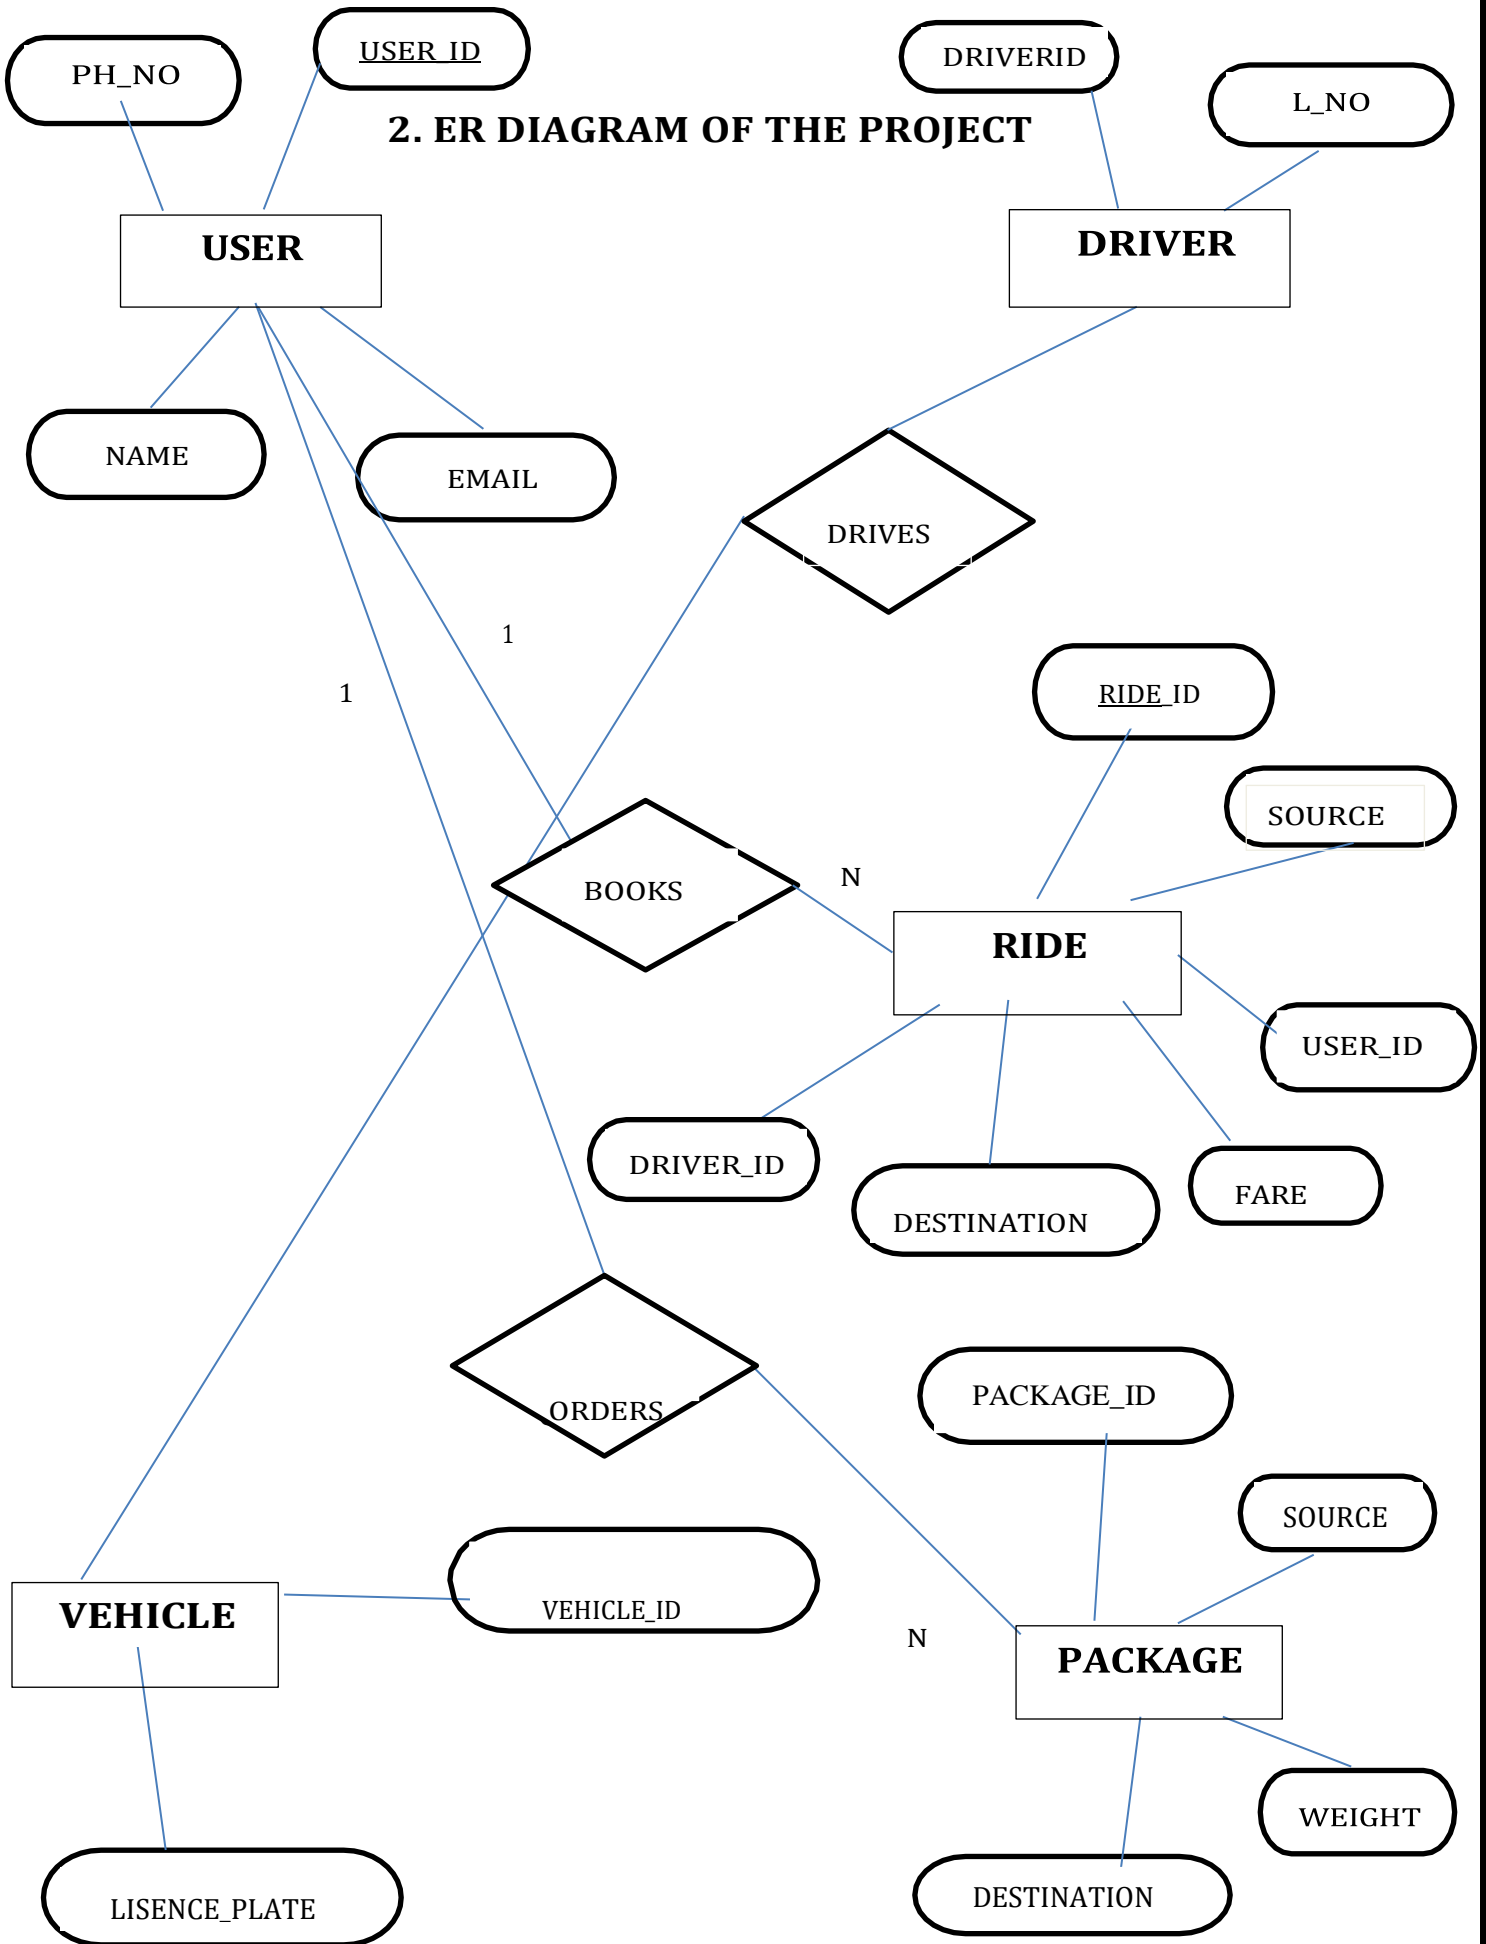 PH_NO
USER_ID
DRIVERID
L_NO
2. ER DIAGRAM OF THE PROJECT
USER
DRIVER
NAME
EMAIL
DRIVES
1
1
RIDE_ID
SOURCE
BOOKS
N
RIDE
USER_ID
DRIVER_ID
DESTINATION
FARE
ORDERS
PACKAGE_ID
SOURCE
VEHICLE
VEHICLE_ID
N
PACKAGE
WEIGHT
LISENCE_PLATE
DESTINATION